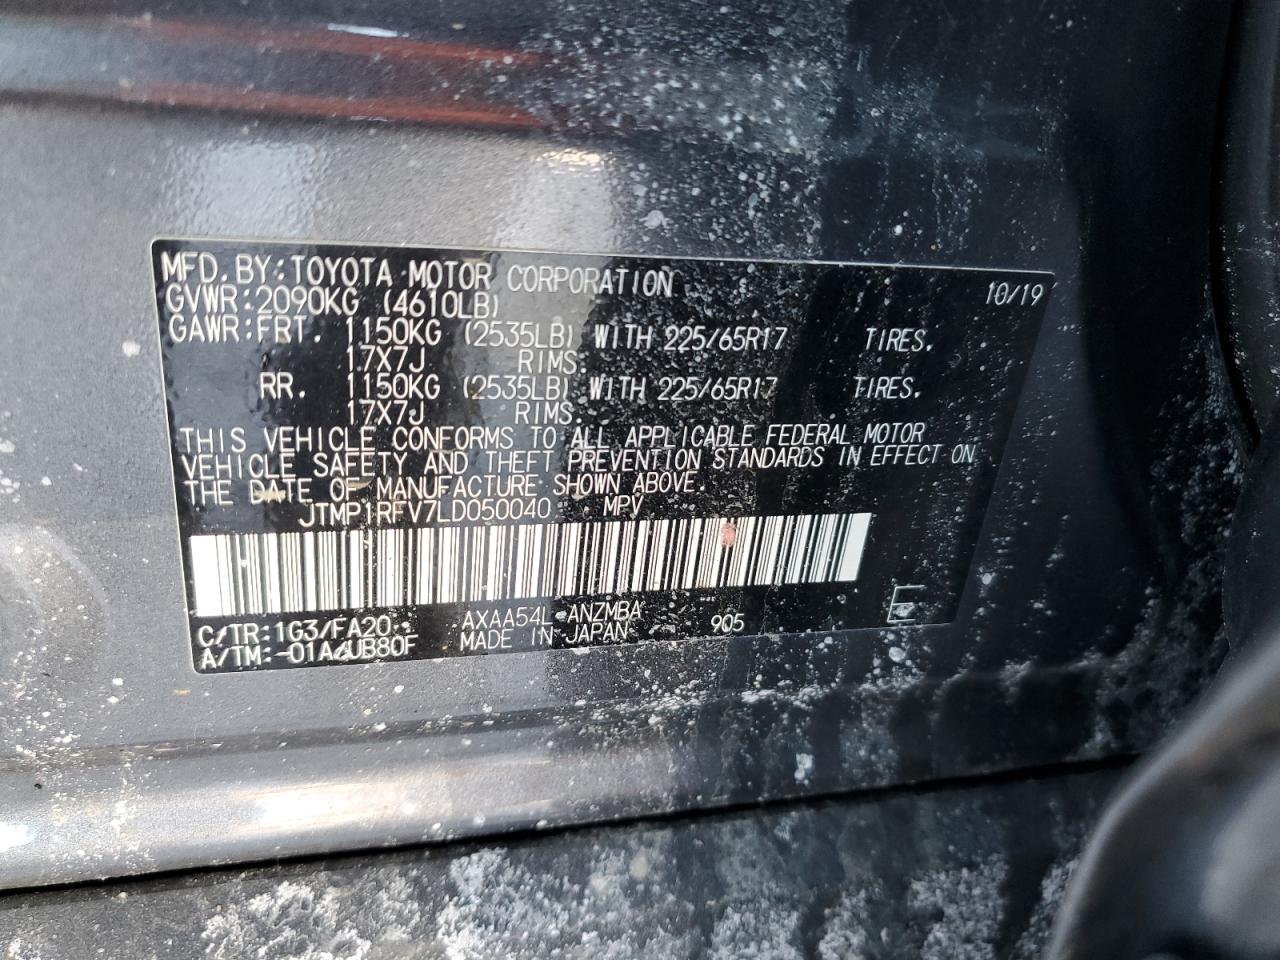 MFD.BY:TOYOTA MOTOR CORPORATION 10/19
GVWR:2090KG (4610LB)
GAWR:FRT. 1150KG (2535LB) WITH 225/65R17 TIRES.
17X7J RIMS.
RR. 1150KG (2535LB) WITH 225/65R17 TIRES.
17X7J RIMS.
THIS VEHICLE CONFORMS TO ALL APPLICABLE FEDERAL MOTOR
VEHICLE SAFETY AND THEFT PREVENTION STANDARDS IN EFFECT ON
THE DATE OF MANUFACTURE SHOWN ABOVE.
JTMP1RFV7LD050040 MPV
C/TR:1G3/FA20 AXAA54L-ANZMBA 905 E
A/TM:-01A/UB80F MADE IN JAPAN